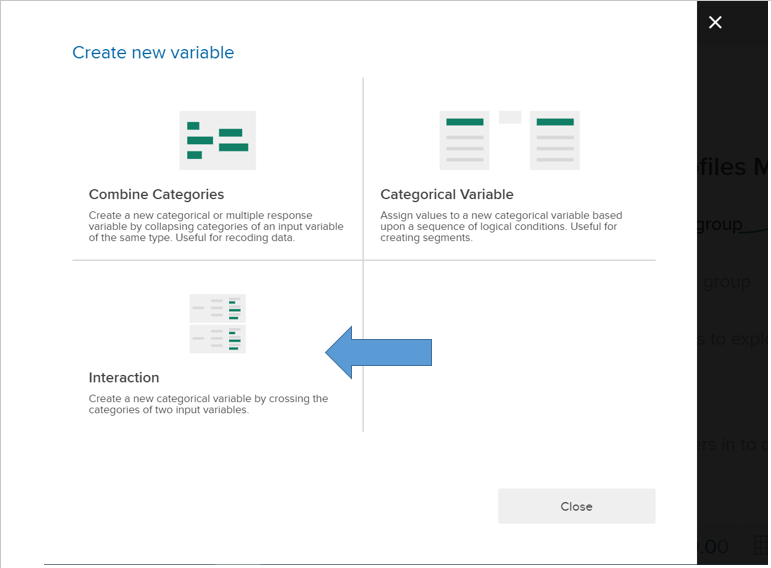 Create new variable
Combine Categories
Create a new categorical or multiple response
variable by collapsing categories of an input variable
of the same type. Useful for recoding data.
Categorical Variable
Assign values to a new categorical variable based
upon a sequence of logical conditions. Useful for
creating segments.
Interaction
Create a new categorical variable by crossing the
categories of two input variables.
Close
files M
group
group
s to explo
rs in to
.00